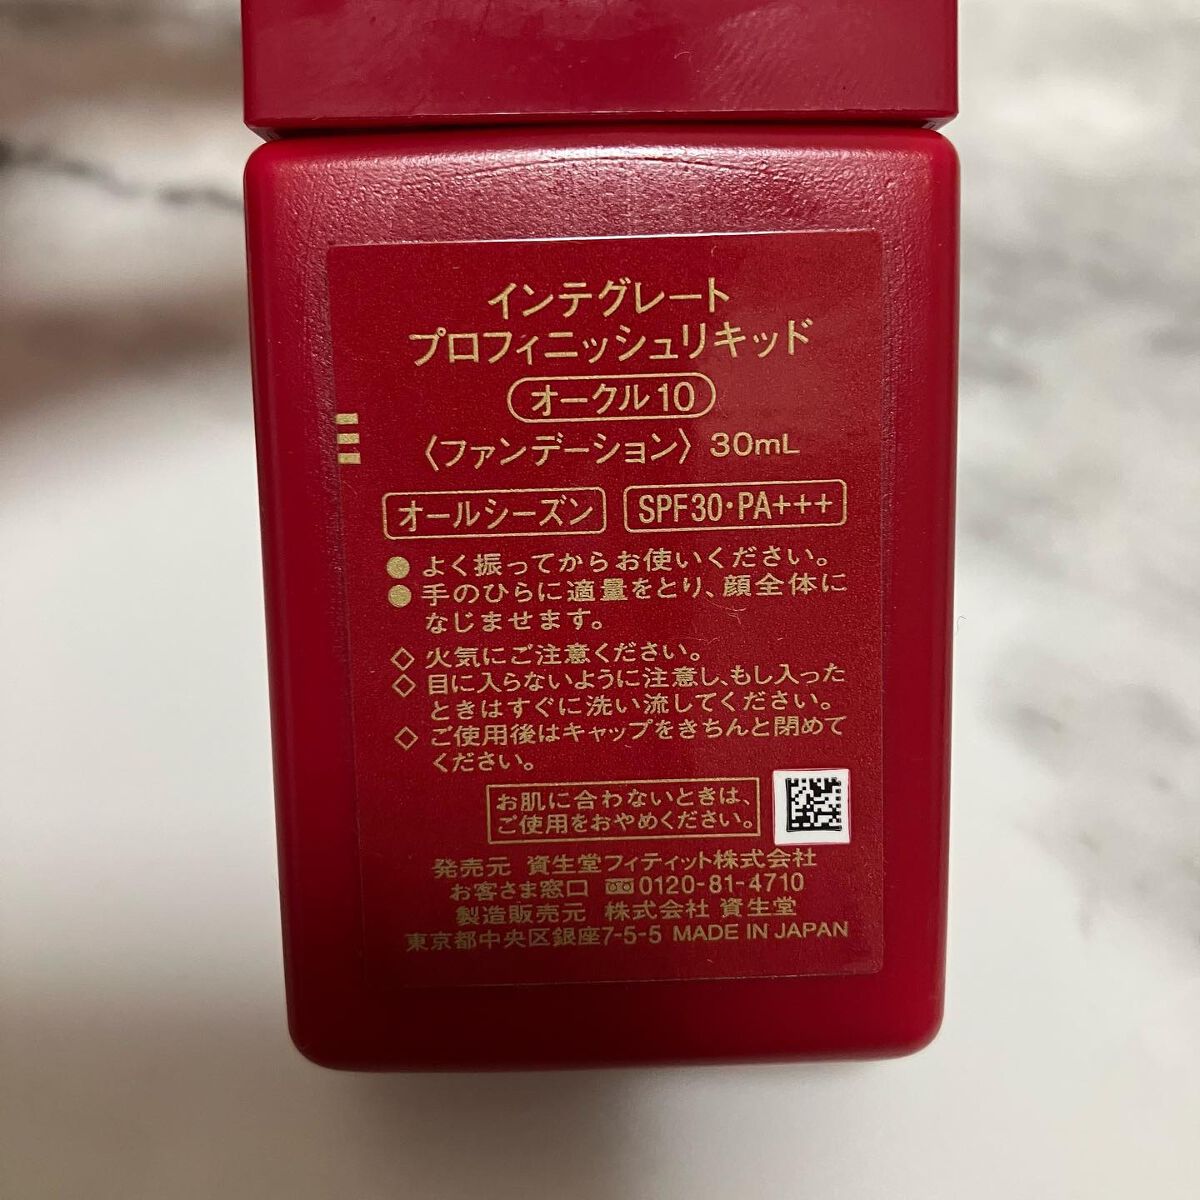 インテグレート
プロフィニッシュリキッド
オークル10
〈ファンデーション〉 30mL
オールシーズン SPF30・PA+++
● よく振ってからお使いください。
● 手のひらに適量をとり、顔全体に
なじませます。
◇ 火気にご注意ください。
◇ 目に入らないように注意し、もし入った
ときはすぐに洗い流してください。
◇ ご使用後はキャップをきちんと閉めて
ください。
お肌に合わないときは、
ご使用をおやめください。
発売元 資生堂フィティット株式会社
お客さま窓口 0120-81-4710
製造販売元 株式会社 資生堂
東京都中央区銀座7-5-5 MADE IN JAPAN